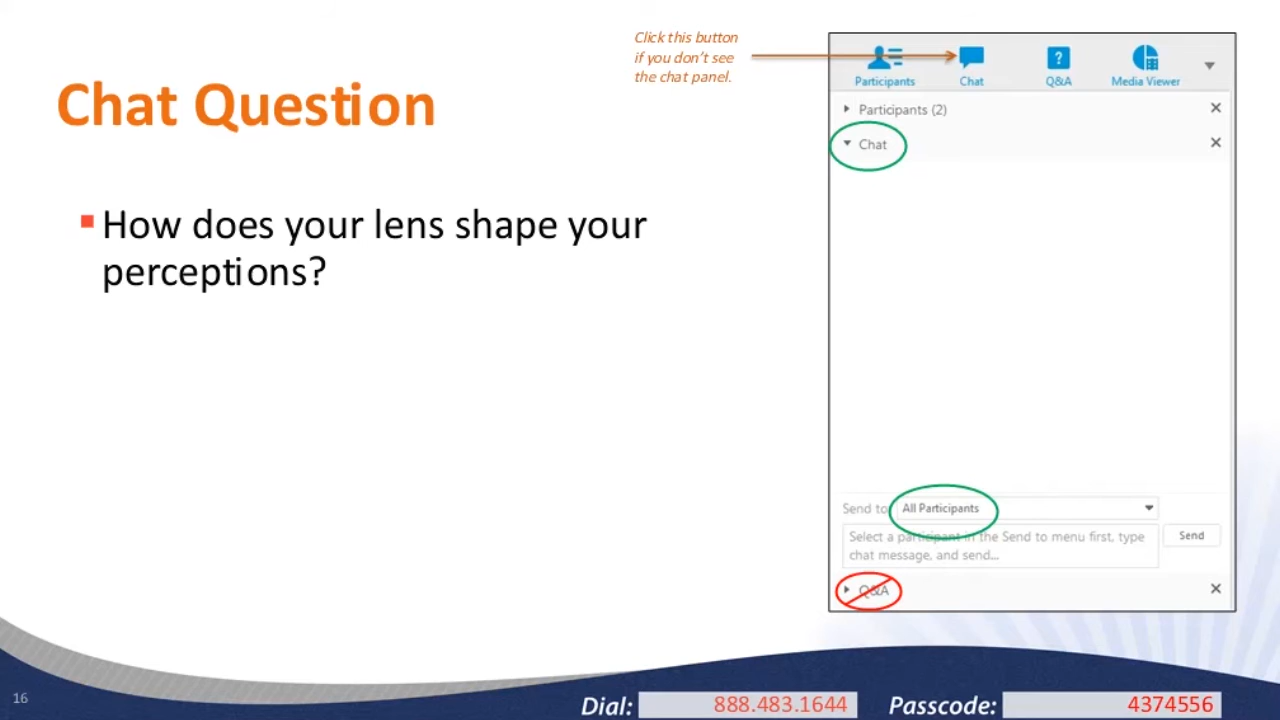 Click this button
if you don't see
the chat panel.
Chat Question
How does your lens shape your
perceptions?
Participants
Chat
Q&A
Media Viewer
Participants (2)
Chat
Send to
All Participants
Select a participant in the Send to menu first, type
chat message, and send...
Send
Q&A
16
Dial: 888.483.1644 Passcode: 4374556